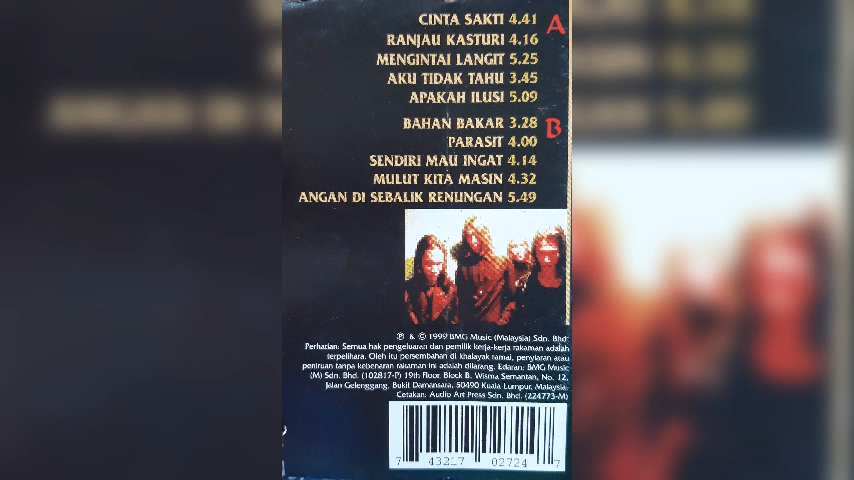 CINTA SAKTI 4.41
A
RANJAU KASTURI 4.16
MENGINTAI LANGIT 5.25
AKU TIDAK TAHU 3.45
APAKAH ILUSI 5.09
BAHAN BAKAR 3.28
B
PARASIT 4.00
SENDIRI MAU INGAT 4.14
MULUT KITA MASIN 4.32
ANGAN DI SEBALIK RENUNGAN 5.49
℗ & © 1999 BMG Music (Malaysia) Sdn. Bhd.
Perhatian: Semua hak pengeluaran dan pemilik kerja-kerja rakaman adalah
terpelihara. Oleh itu persembahan di khalayak ramai, penyiaran atau
peniruan tanpa kebenaran rakaman ini adalah dilarang. Edaran: BMG Music
(M) Sdn. Bhd. (102817-P) 19th Floor, Block B, Wisma Semantan, No. 12,
Jalan Gelenggang, Bukit Damansara, 50490 Kuala Lumpur, Malaysia.
Cetakan: Audio Art Press Sdn. Bhd. (224773-M)
7 43217 02724 7